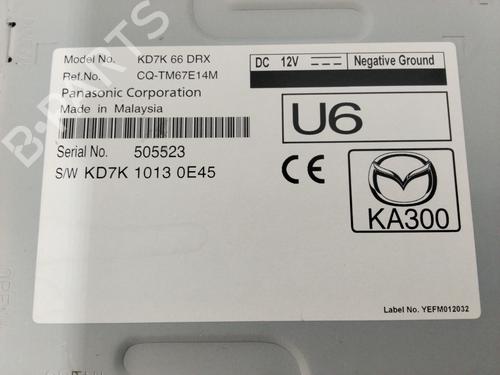 Model No. KD7K 66 DRX
Ref.No. CQ-TM67E14M
Panasonic Corporation
Made in Malaysia
DC 12V Negative Ground
U6
Serial No. 505523
S/W KD7K 1013 0E45
CE
KA300
Label No. YEFM012032
B-PARTS